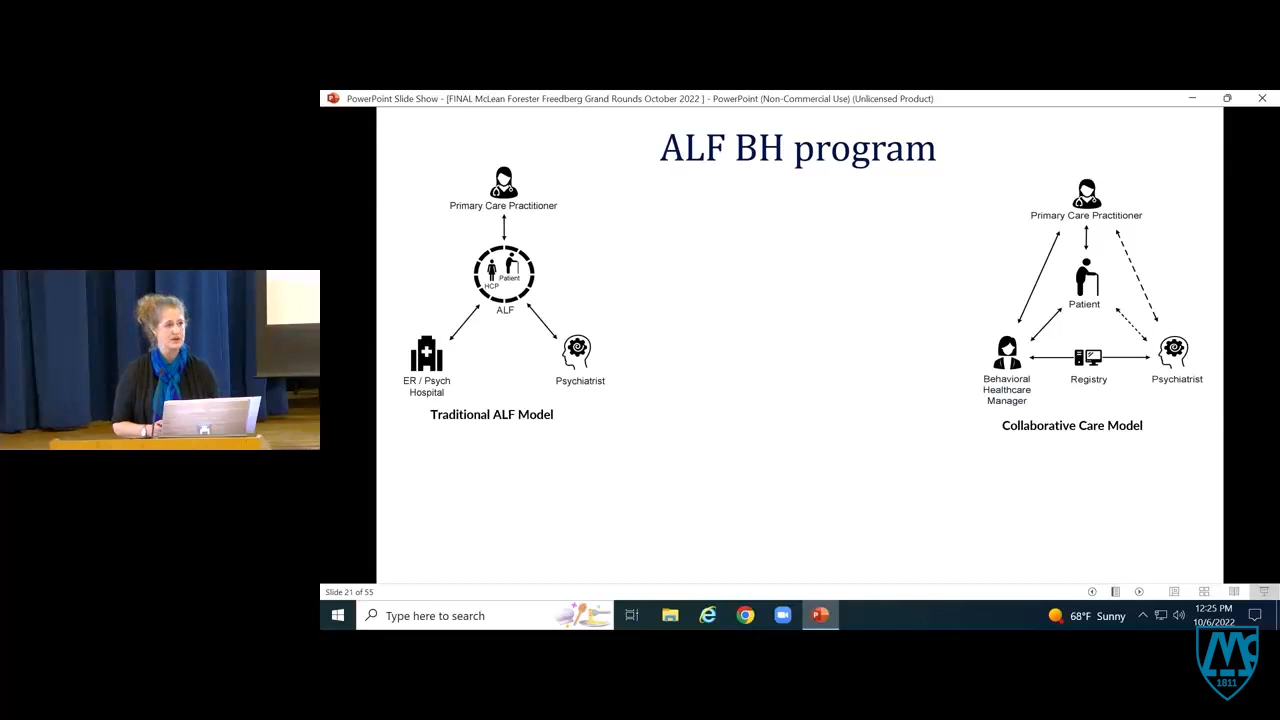 PowerPoint Slide Show - [FINAL McLean Forester Freedberg Grand Rounds October 2022 ] - PowerPoint (Non-Commercial Use) (Unlicensed Product)
ALF BH program
Primary Care Practitioner
Patient
HCP
ALF
ER / Psych
Hospital
Psychiatrist
Traditional ALF Model
Primary Care Practitioner
Patient
Behavioral
Healthcare
Manager
Registry
Psychiatrist
Collaborative Care Model
Slide 21 of 55
Type here to search
68°F Sunny
12:25 PM
10/6/2022
1811